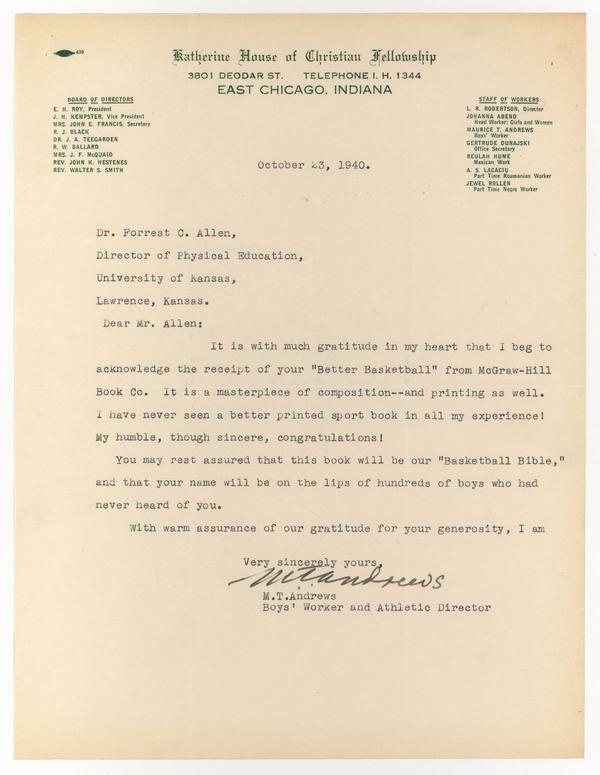 439
Katherine House of Christian Fellowship
3801 DEODAR ST. TELEPHONE I. H. 1344
EAST CHICAGO, INDIANA
BOARD OF DIRECTORS
E. H. ROY, President
J. H. KEMPSTER, Vice President
MRS. JOHN E. FRANCIS, Secretary
R. J. BLACK
DR. J. A. TEEGARDEN
R. W. BALLARD
MRS. J. F. McQUAID
REV. JOHN H. HESTENES
REV. WALTER S. SMITH
STAFF OF WORKERS
L. R. ROBERTSON, Director
JOHANNA ABEND
Head Worker: Girls and Women
MAURICE T. ANDREWS
Boys' Worker
GERTRUDE DUNAJSKI
Office Secretary
BEULAH HUME
Mexican Work
A. S. LACACIU
Part Time Roumanian Worker
JEWEL ROLLEN
Part Time Negro Worker
October 23, 1940.
Dr. Forrest C. Allen,
Director of Physical Education,
University of Kansas,
Lawrence, Kansas.
Dear Mr. Allen:
It is with much gratitude in my heart that I beg to
acknowledge the receipt of your "Better Basketball" from McGraw-Hill
Book Co. It is a masterpiece of composition--and printing as well.
I have never seen a better printed sport book in all my experience!
My humble, though sincere, congratulations!
You may rest assured that this book will be our "Basketball Bible,"
and that your name will be on the lips of hundreds of boys who had
never heard of you.
With warm assurance of our gratitude for your generosity, I am
Very sincerely yours,
M.T. Andrews
M.T.Andrews
Boys' Worker and Athletic Director